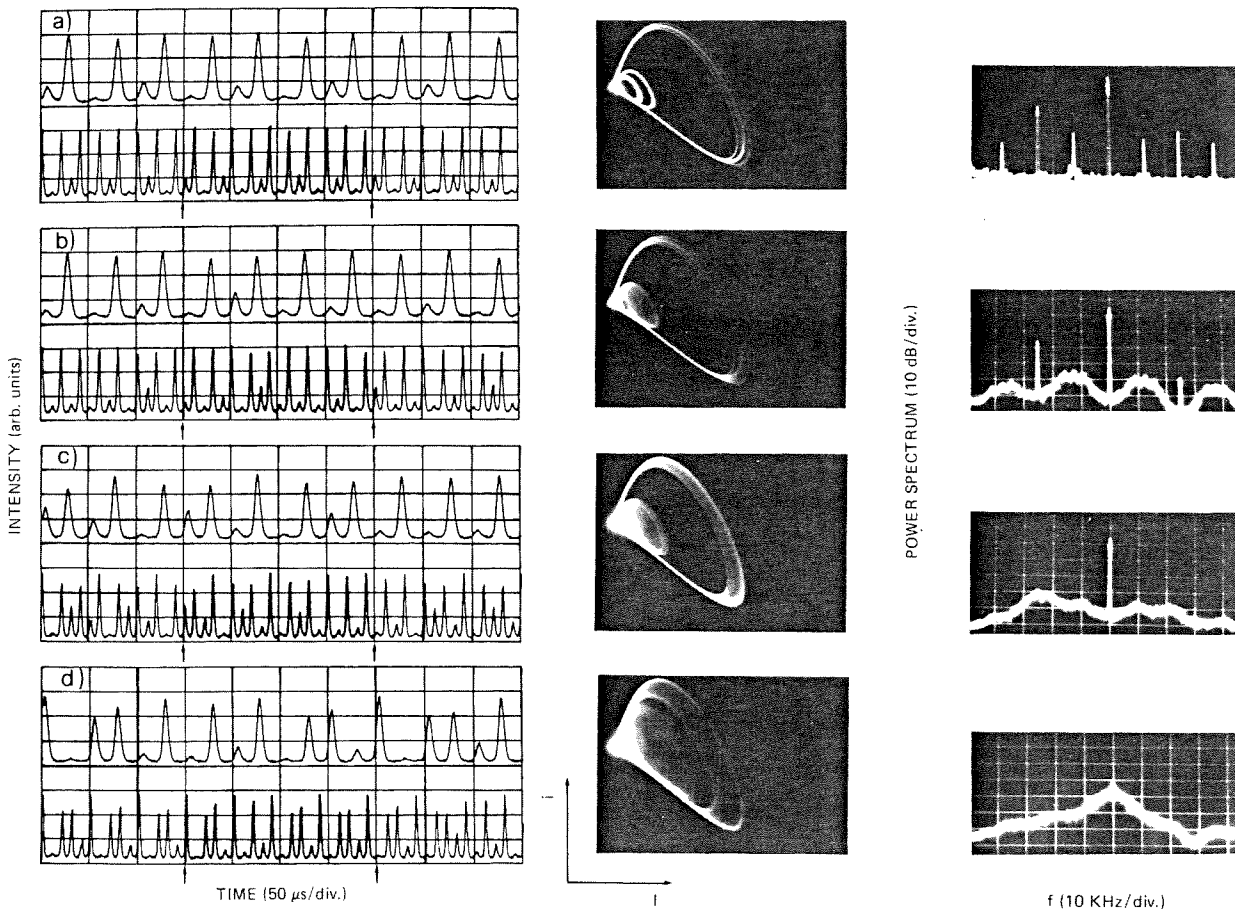 a)
b)
c)
d)
INTENSITY (arb. units)
TIME (50 μs/div.)
İ
I
POWER SPECTRUM (10 dB/div.)
f (10 KHz/div.)